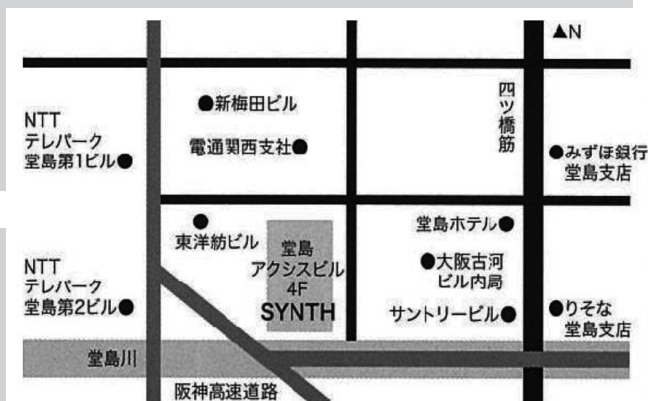 ▲N
NTT
テレパーク
堂島第1ビル●
●新梅田ビル
電通関西支社●
四ツ橋筋
●みずほ銀行
堂島支店
東洋紡ビル
堂島
アクシスビル
4F
SYNTH
堂島ホテル●
●大阪古河
ビル内局
サントリービル●
NTT
テレパーク
堂島第2ビル●
●りそな
堂島支店
堂島川
阪神高速道路